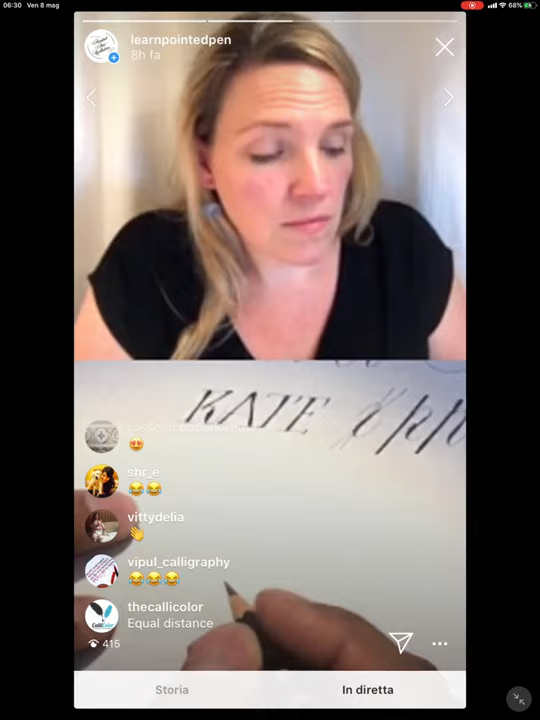 06:30 Ven 8 mag
68%
learnpointedpen
8h fa
KATE
😍
shr_e
😂😂
vittydelia
👋
vipul_calligraphy
😂😂😂
thecallicolor
Equal distance
415
Storia
In diretta